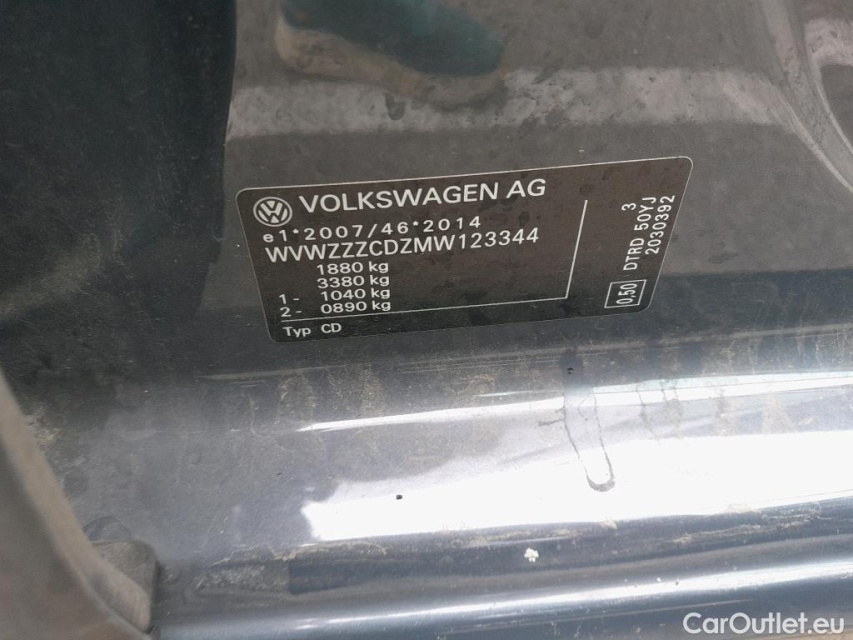 VOLKSWAGEN AG
e1*2007/46*2014
WVWZZZCDZMW123344
1880 kg
3380 kg
1- 1040 kg
2- 0890 kg
Typ CD
3
DTRD 50YJ
2030392
0,50
CarOutlet.eu